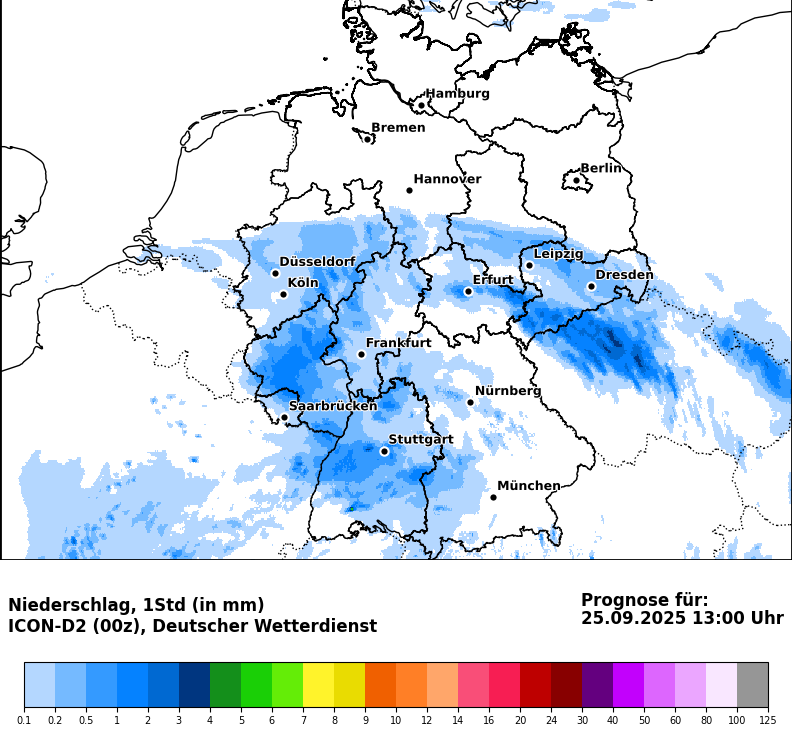 Hamburg
Bremen
Berlin
Hannover
Leipzig
Düsseldorf
Dresden
Köln
Erfurt
Frankfurt
Nürnberg
Saarbrücken
Stuttgart
München
Niederschlag, 1Std (in mm)
ICON-D2 (00z), Deutscher Wetterdienst
Prognose für:
25.09.2025 13:00 Uhr
0.1 0.2 0.5 1 2 3 4 5 6 7 8 9 10 12 14 16 20 24 30 40 50 60 80 100 125